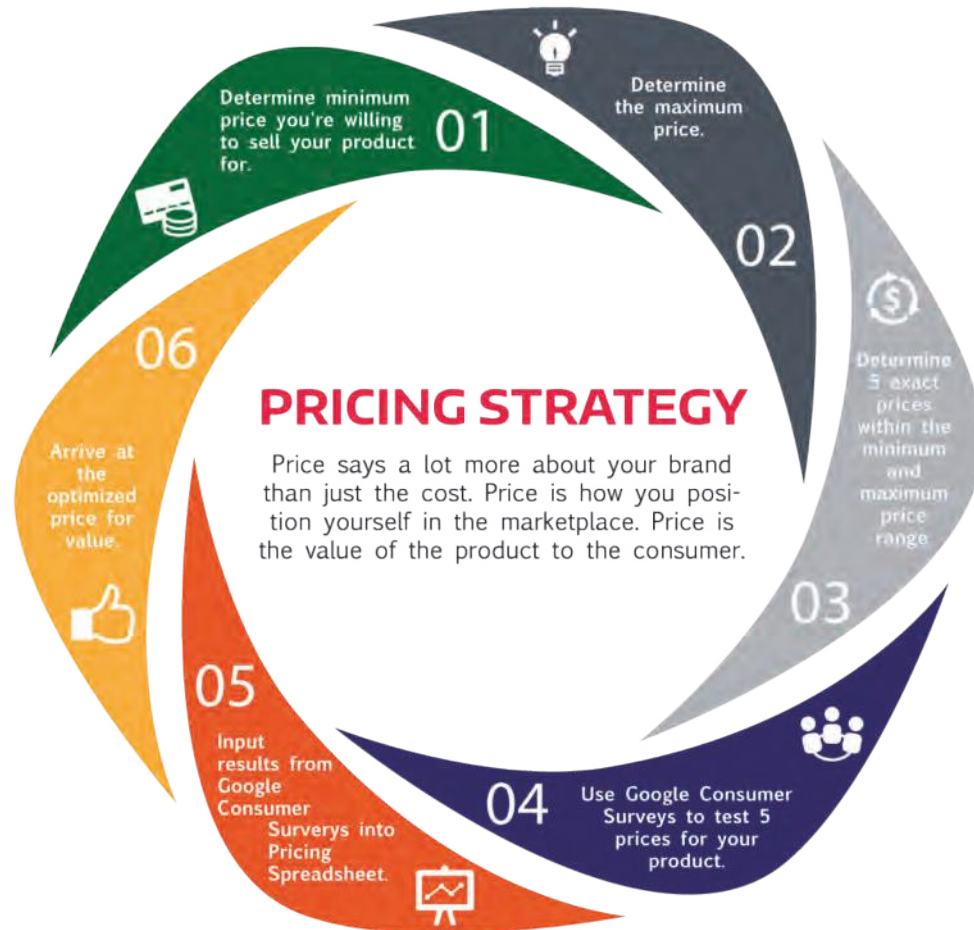 PRICING STRATEGY
Price says a lot more about your brand
than just the cost. Price is how you posi-
tion yourself in the marketplace. Price is
the value of the product to the consumer.
01
Determine minimum
price you're willing
to sell your product
for.
02
Determine
the maximum
price.
03
Determine
5 exact
prices
within the
minimum
and
maximum
price
range
04
Use Google Consumer
Surveys to test 5
prices for your
product.
05
Input
results from
Google
Consumer
Surverys into
Pricing
Spreadsheet.
06
Arrive at
the
optimized
price for
value.
$